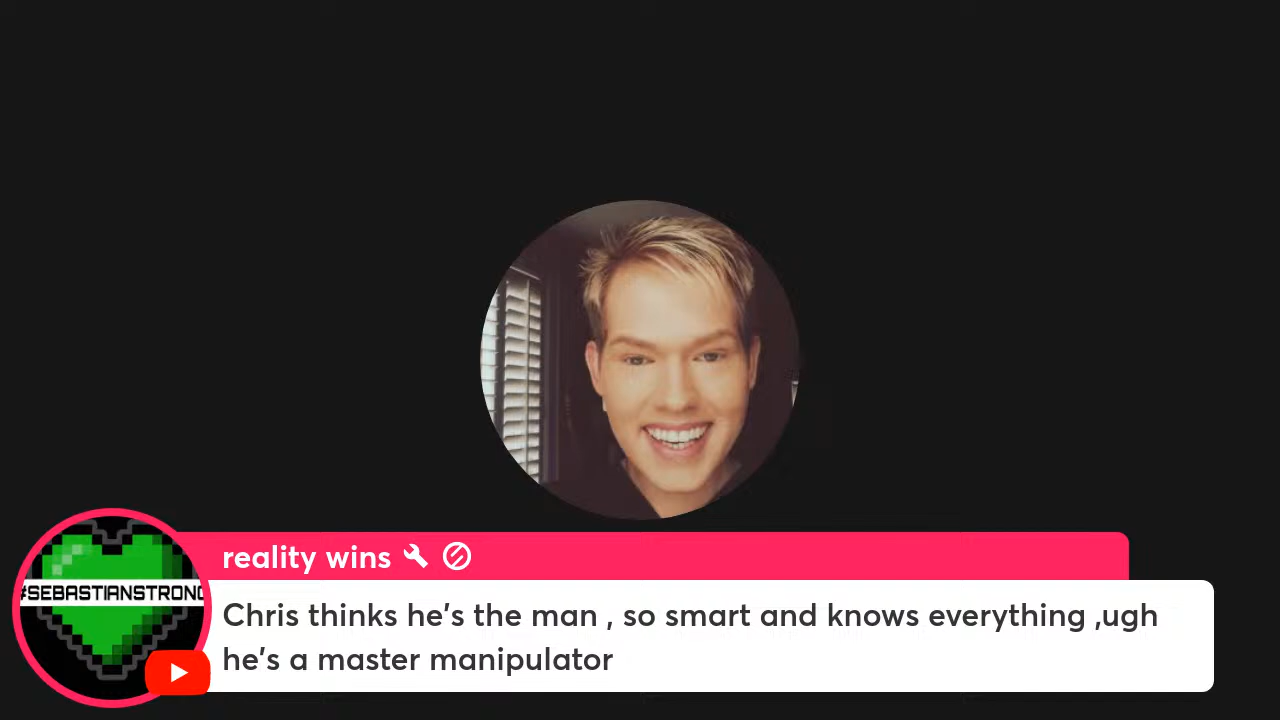 reality wins
#SEBASTIANSTRONG
Chris thinks he's the man , so smart and knows everything ,ugh
he's a master manipulator